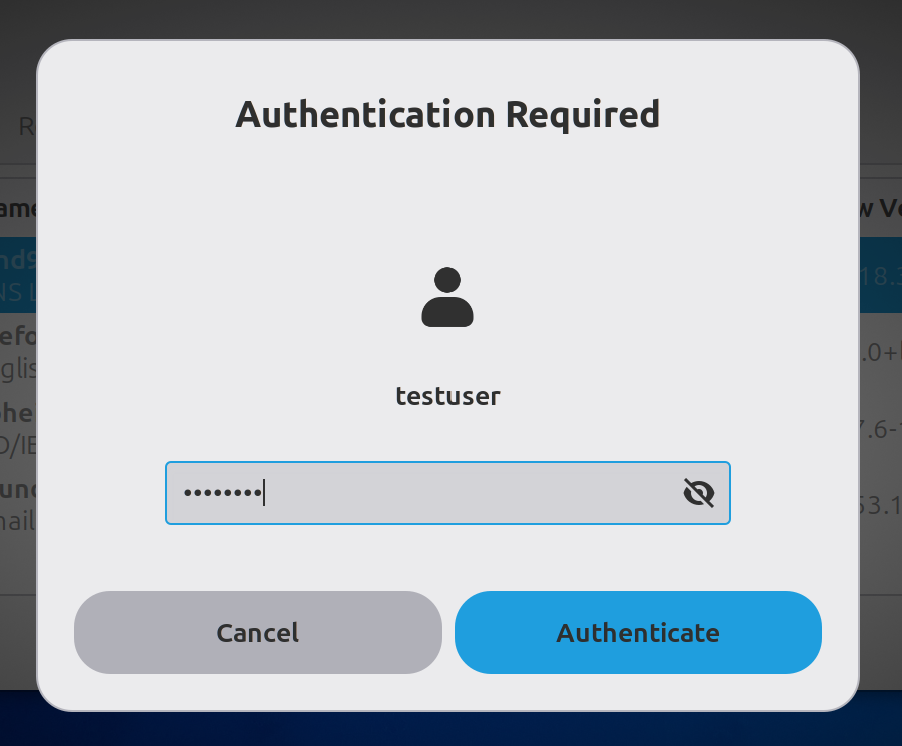 Authentication Required
testuser
••••••••
Cancel
Authenticate